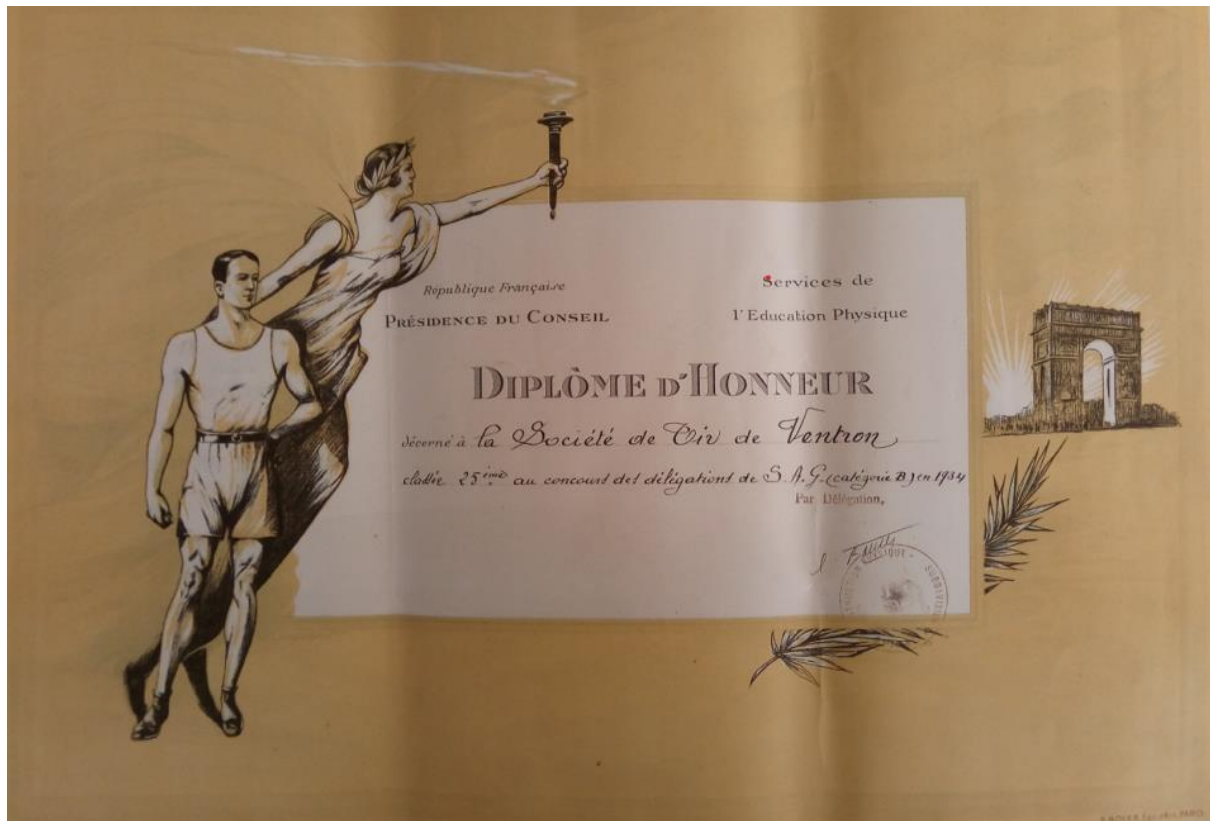 République Française
PRÉSIDENCE DU CONSEIL
Services de
l'Education Physique
DIPLÔME D'HONNEUR
décerné à la Société de Tir de Ventron
classée 25ème au concours des délégations de S.A.G. (catégorie B) en 1934
Par Délégation,